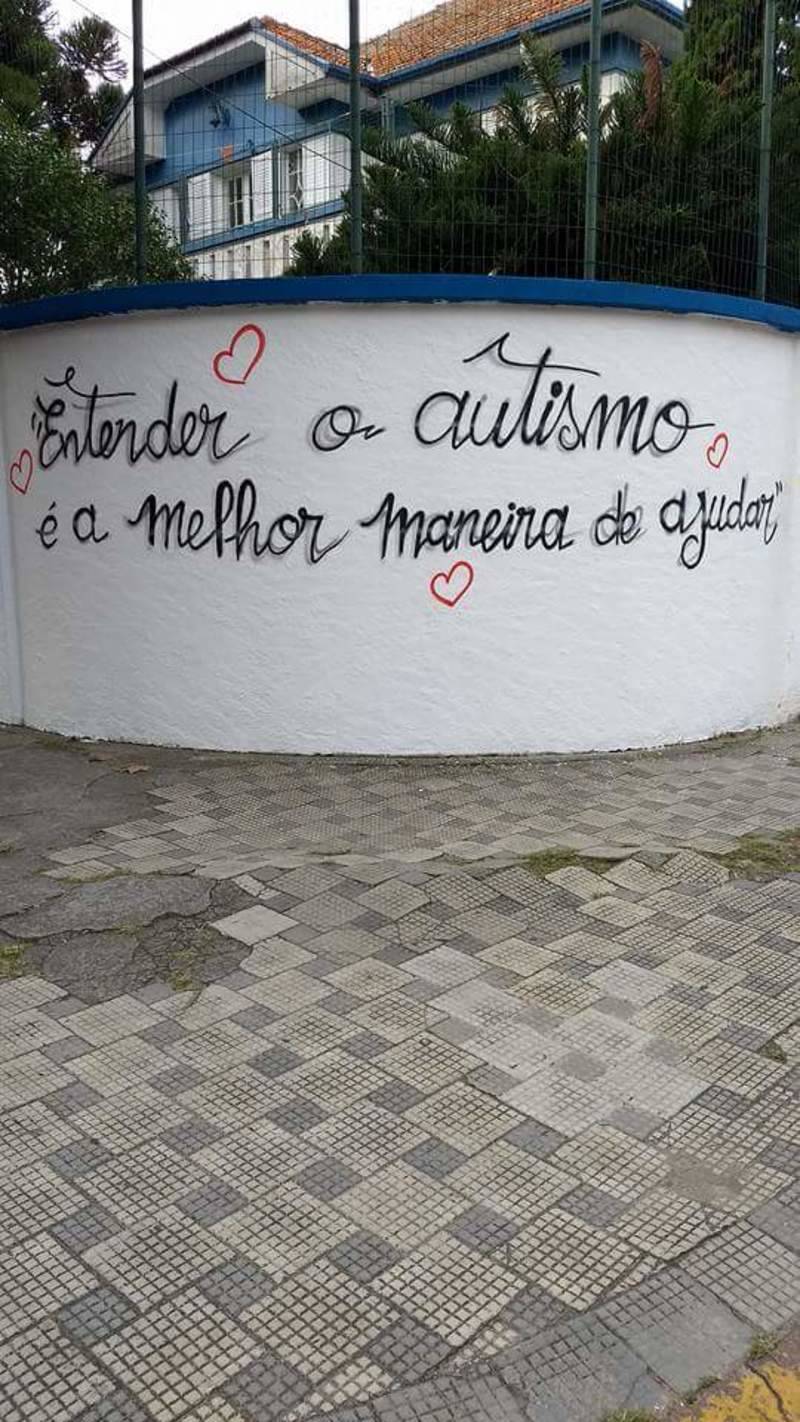 "Entender o autismo
é a melhor maneira de ajudar"